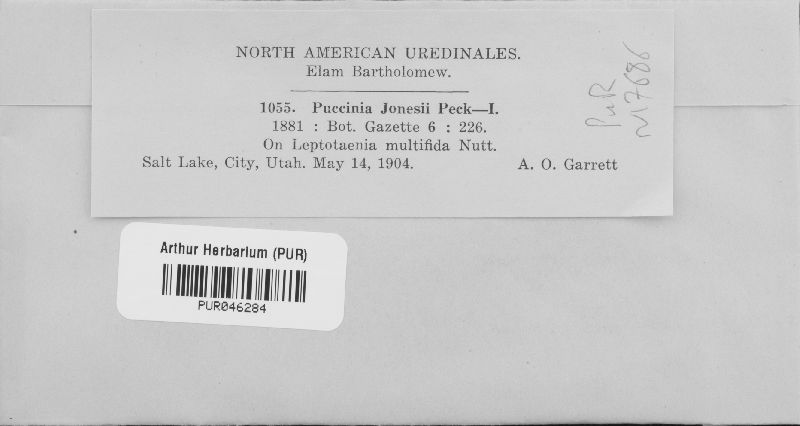 NORTH AMERICAN UREDINALES.
Elam Bartholomew.
1055. Puccinia Jonesii Peck—I.
1881 : Bot. Gazette 6 : 226.
On Leptotaenia multifida Nutt.
Salt Lake, City, Utah. May 14, 1904. A. O. Garrett
PUR
N17686
Arthur Herbarium (PUR)
PUR046284